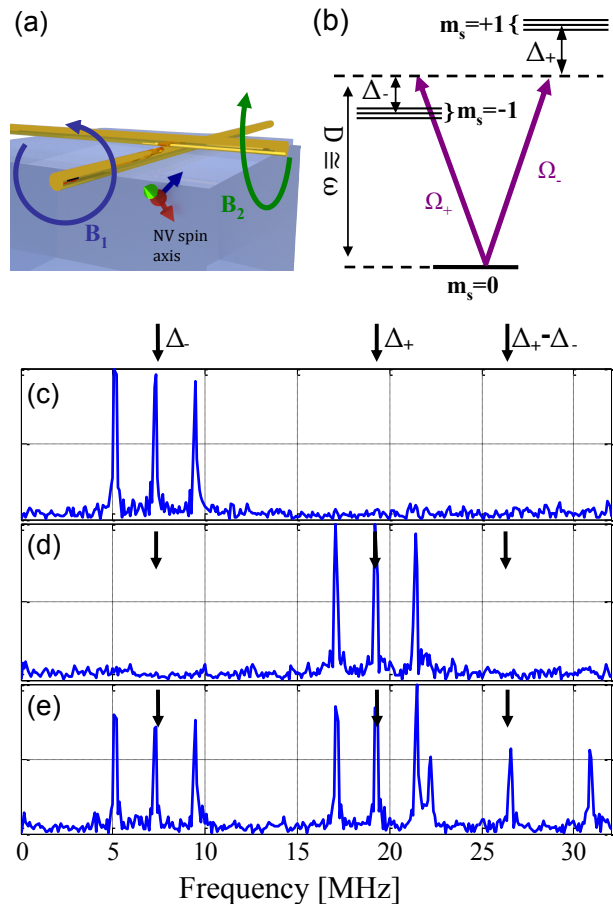 (a)
B1
B2
NV spin
axis
(b)
ms=+1{
Δ+
Δ-
}ms=-1
D ≡ ω
Ω+
Ω-
ms=0
Δ-
Δ+
Δ+-Δ-
(c)
(d)
(e)
0 5 10 15 20 25 30
Frequency [MHz]